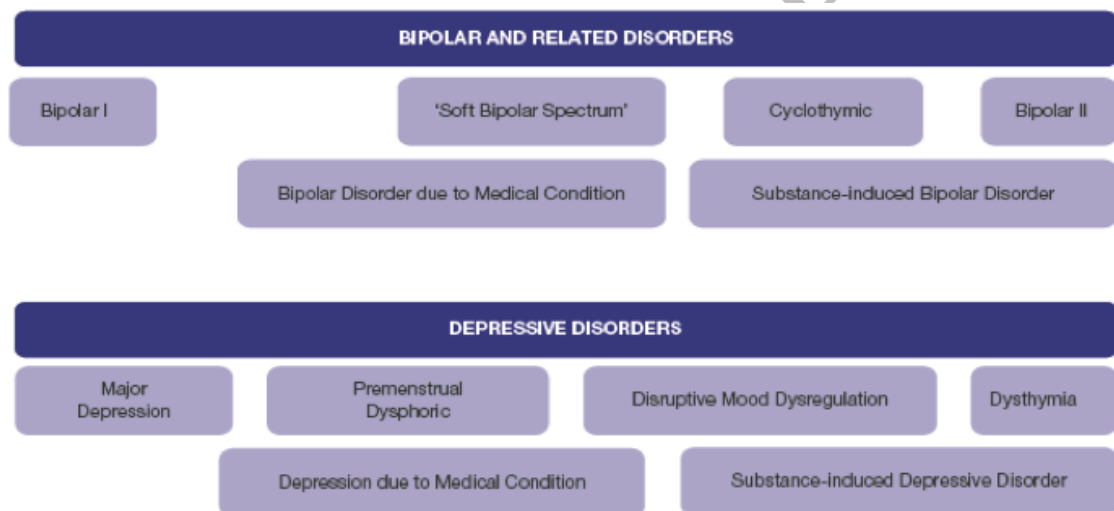 BIPOLAR AND RELATED DISORDERS
Bipolar I
'Soft Bipolar Spectrum'
Cyclothymic
Bipolar II
Bipolar Disorder due to Medical Condition
Substance-induced Bipolar Disorder
DEPRESSIVE DISORDERS
Major
Depression
Premenstrual
Dysphoric
Disruptive Mood Dysregulation
Dysthymia
Depression due to Medical Condition
Substance-induced Depressive Disorder